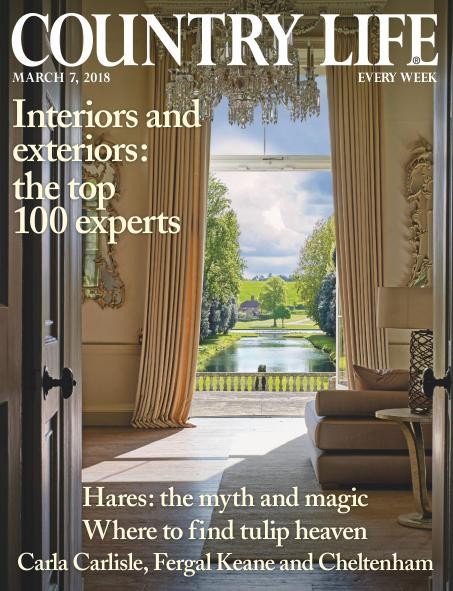 COUNTRY LIFE®
MARCH 7, 2018
EVERY WEEK
Interiors and
exteriors:
the top
100 experts
Hares: the myth and magic
Where to find tulip heaven
Carla Carlisle, Fergal Keane and Cheltenham